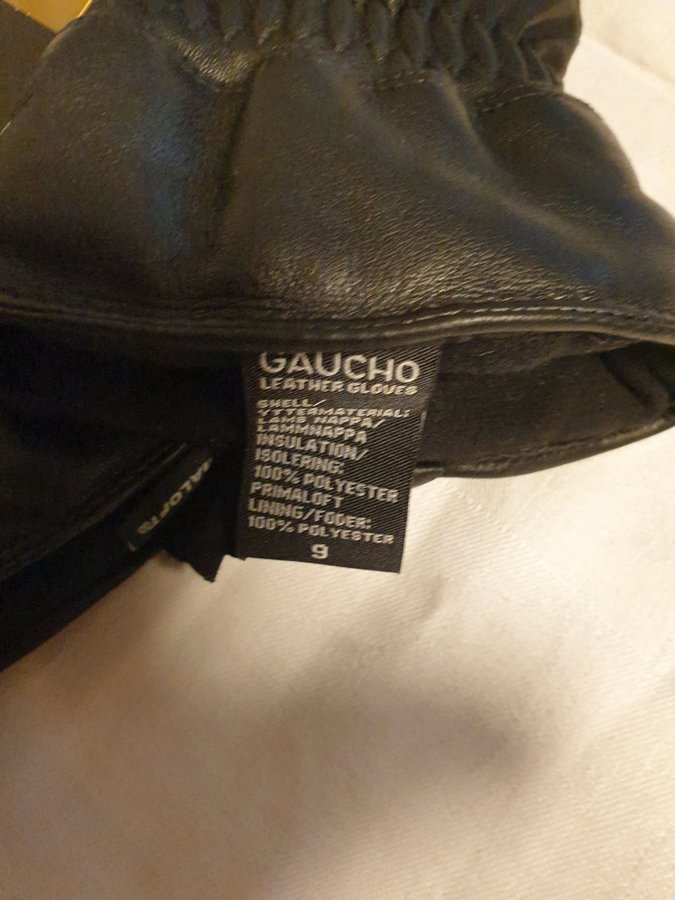 GAUCHO
LEATHER GLOVES
SHELL/
YTTERMATERIAL:
LAMB NAPPA/
LAMMNAPPA
INSULATION/
ISOLERING:
100% POLYESTER
PRIMALOFT
LINING/FODER:
100% POLYESTER
9